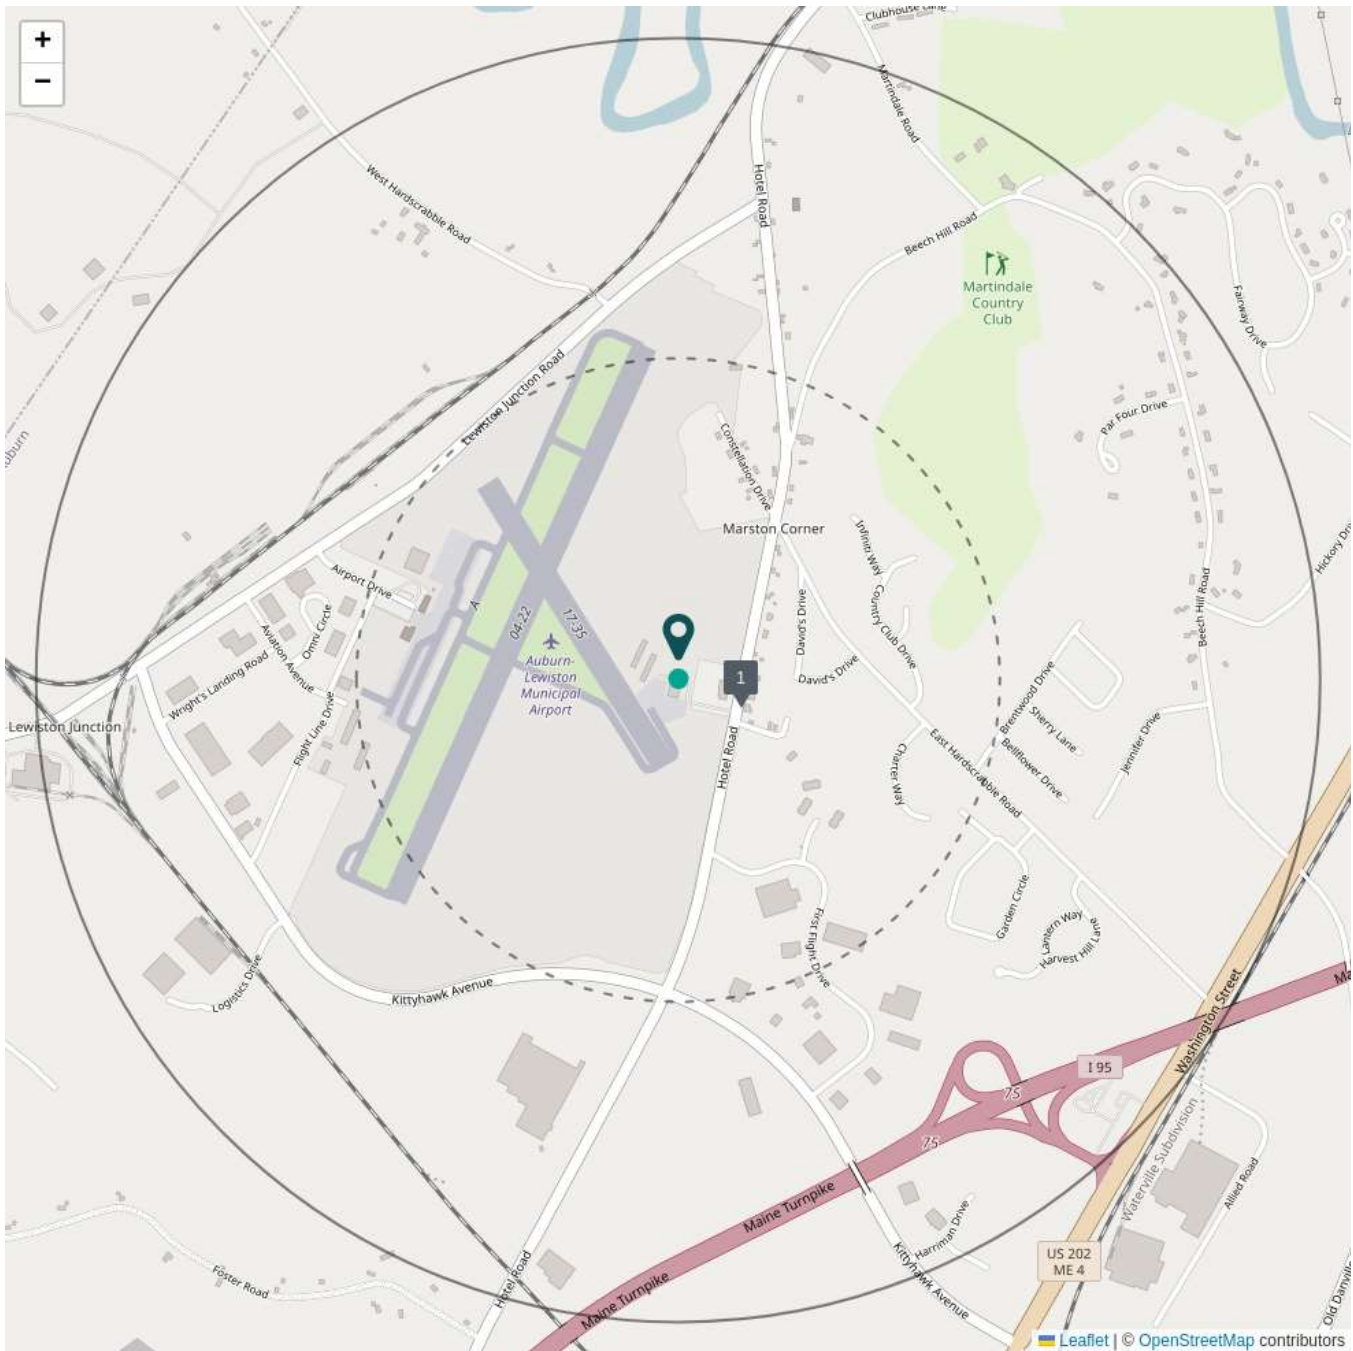 +
−
Clubhouse Lane
Martindale Road
Hotel Road
West Hardscrabble Road
Beech Hill Road
Martindale
Country
Club
Fairway Drive
Lewiston Junction Road
Par Four Drive
Constellation Drive
Marston Corner
Infiniti Way
Country Club Drive
Hickory Dri
Airport Drive
A
04-22
17-35
Omni Circle
Aviation Avenue
Wright's Landing Road
Auburn-
Lewiston
Municipal
Airport
1
David's Drive
David's Drive
Beech Hill Road
Brentwood Drive
Sherry Lane
Bellflower Drive
Jennifer Drive
Lewiston Junction
Flight Line Drive
Hotel Road
Charter Way
East Hardscrabble Road
Garden Circle
Lantern Way
Harvest Hill Lane
First Flight Drive
Logistics Drive
Kittyhawk Avenue
Ma
Washington Street
I 95
75
75
Waterville Subdivision
Allied Road
Maine Turnpike
Harriman Drive
US 202
ME 4
Kittyhawk Avenue
Foster Road
Hotel Road
Maine Turnpike
Old Danville
Leaflet | © OpenStreetMap contributors